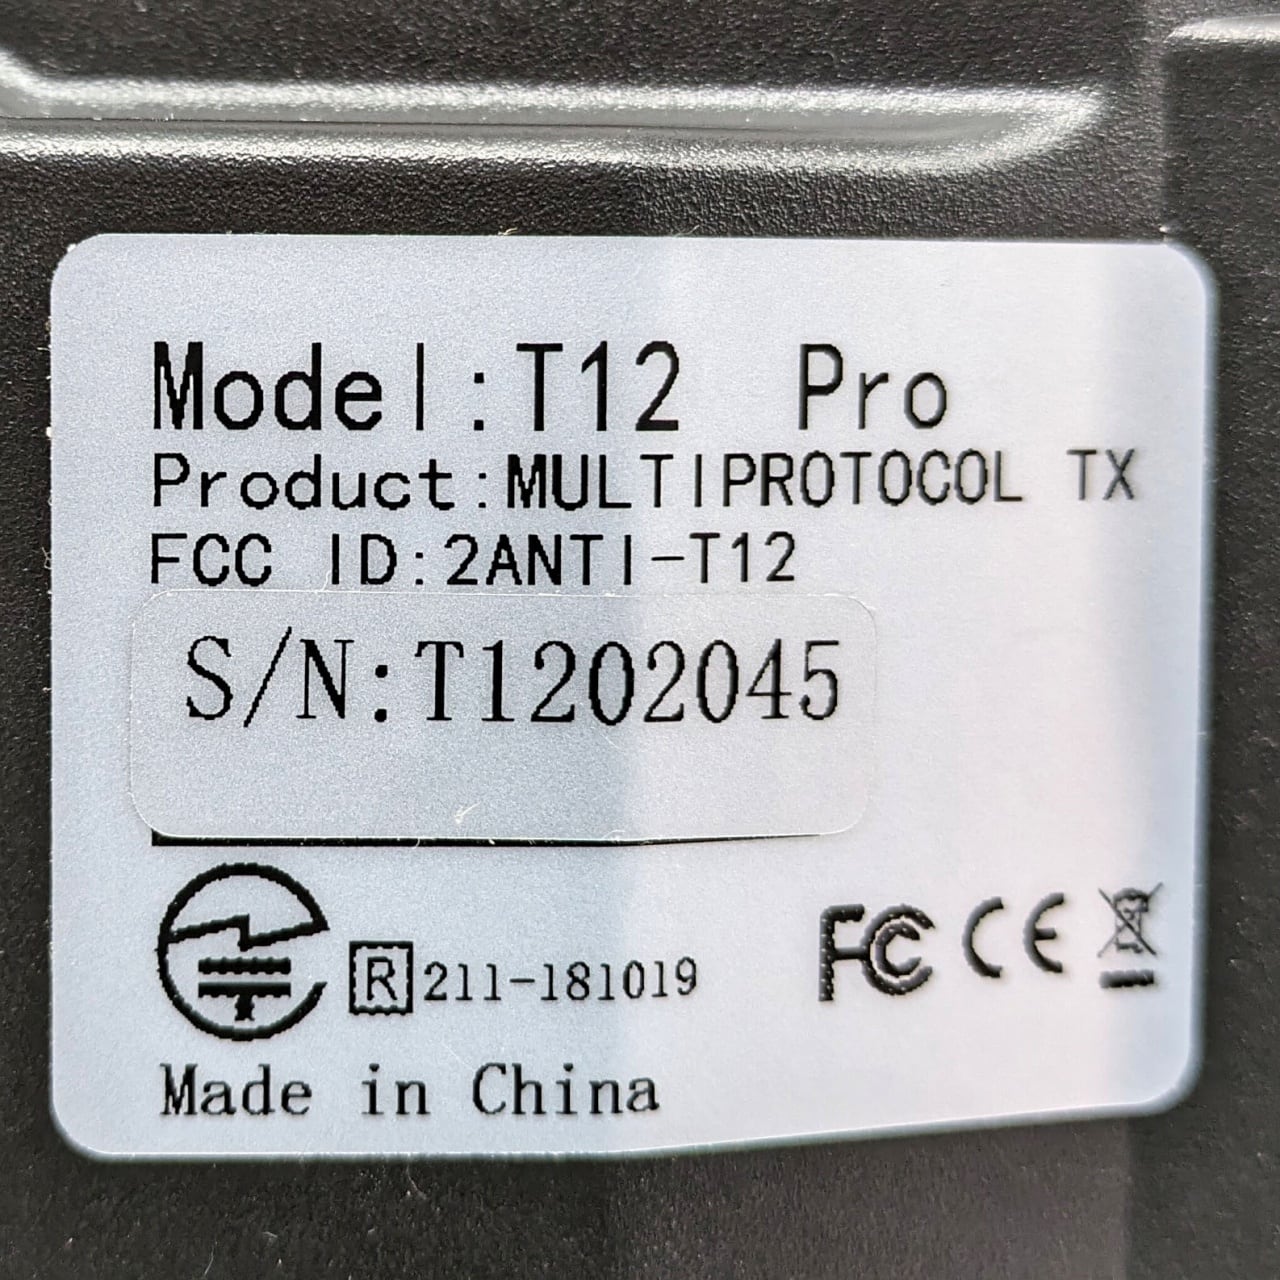 Model:T12 Pro
Product:MULTIPROTOCOL TX
FCC ID:2ANTI-T12
S/N:T1202045
R 211-181019
FC CE
Made in China